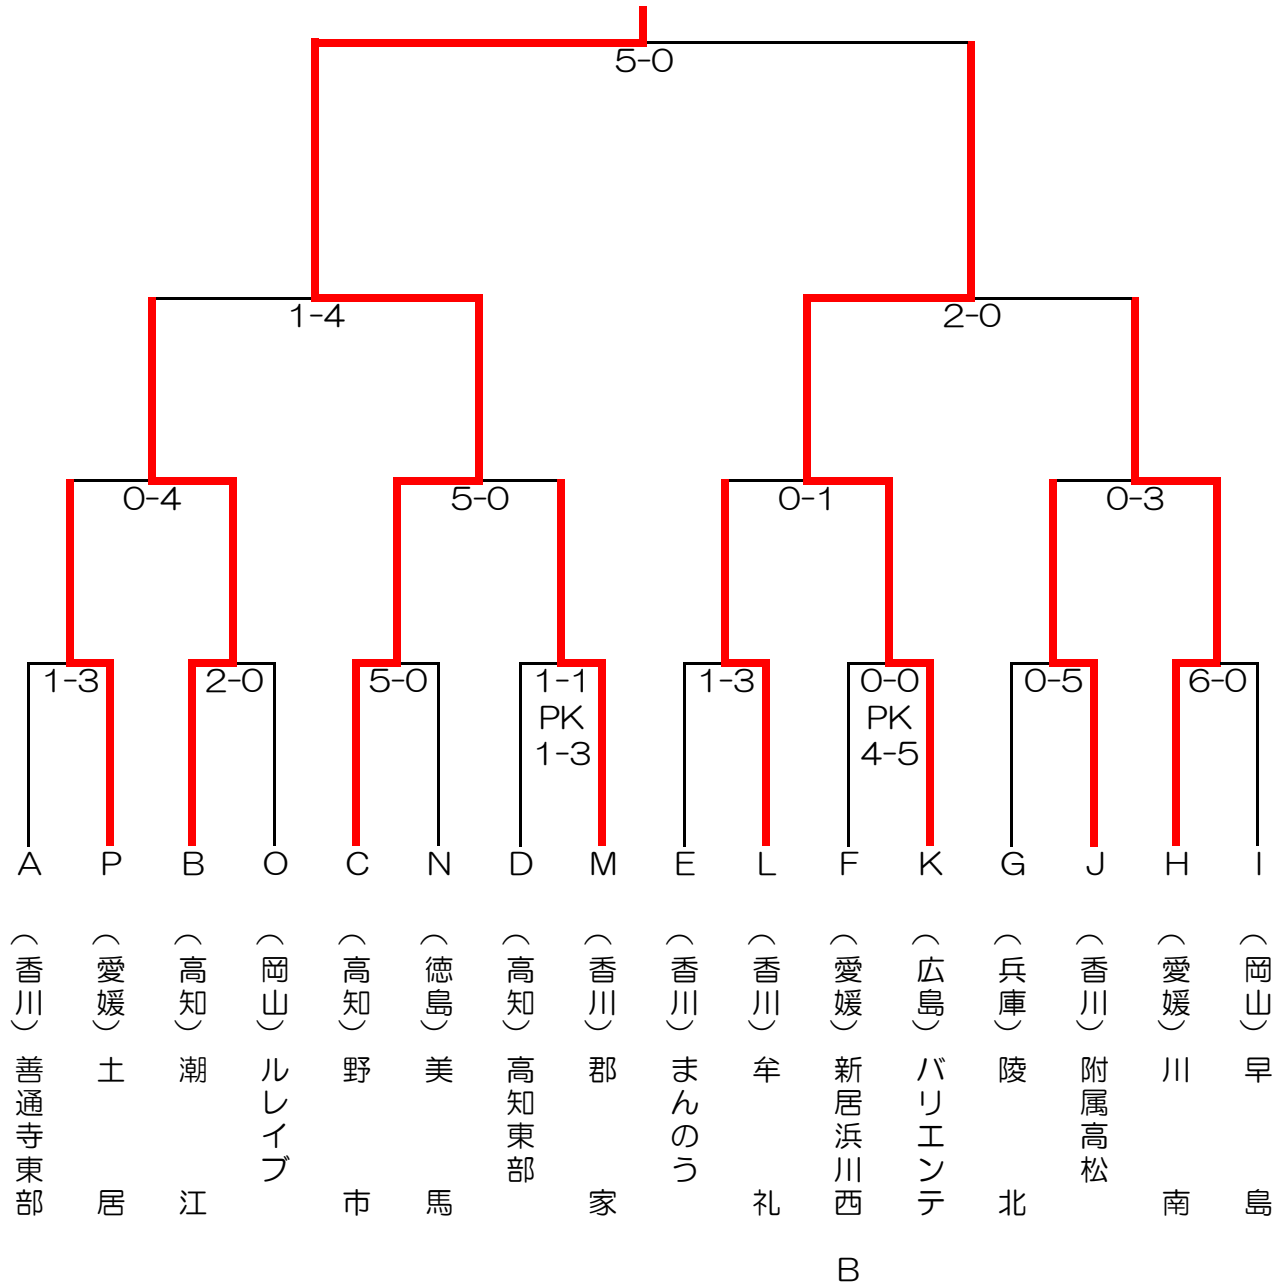 5-0
1-4
2-0
0-4
5-0
0-1
0-3
1-3
2-0
5-0
1-1
PK
1-3
1-3
0-0
PK
4-5
0-5
6-0
A
P
B
O
C
N
D
M
E
L
F
K
G
J
H
I
(香川)善通寺東部
(愛媛)土居
(高知)潮江
(岡山)ルレイブ
(高知)野市
(徳島)美馬
(高知)高知東部
(香川)郡家
(香川)まんのう
(香川)牟礼
(愛媛)新居浜川西B
(広島)バリエンテ
(兵庫)陵北
(香川)附属高松
(愛媛)川南
(岡山)早島